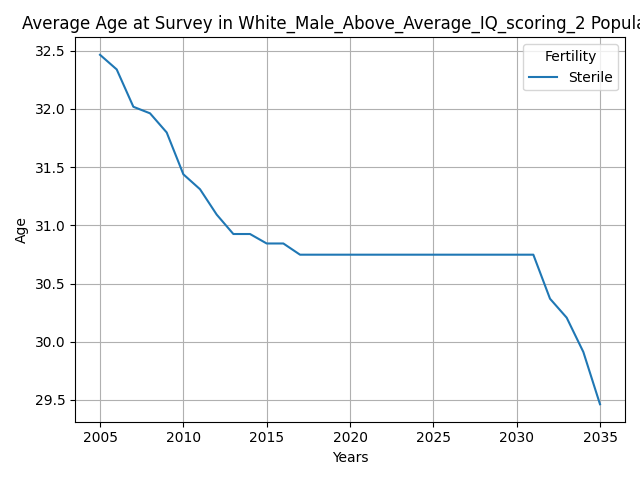 Average Age at Survey in White_Male_Above_Average_IQ_scoring_2 Popula
Fertility
Sterile
32.5
32.0
31.5
31.0
30.5
30.0
29.5
Age
2005 2010 2015 2020 2025 2030 2035
Years